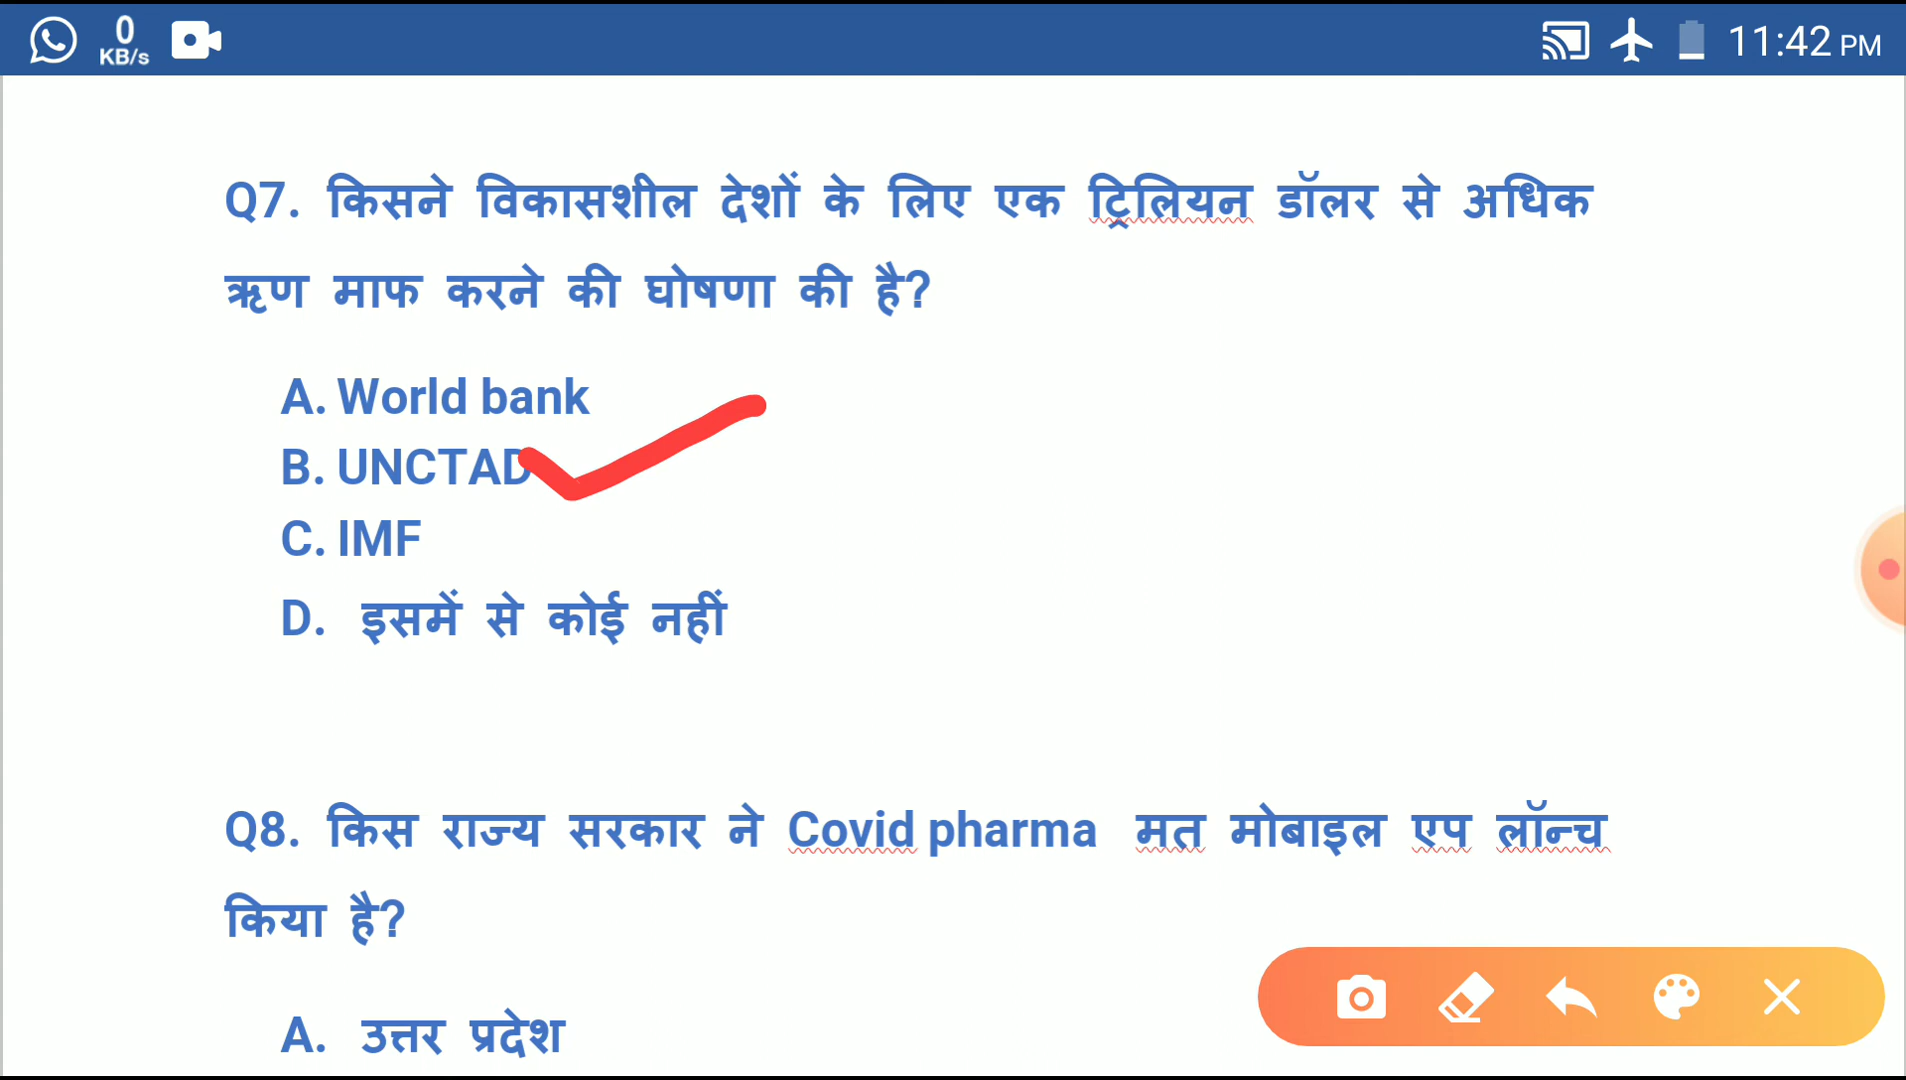 0
KB/s
11:42 PM
Q7. किसने विकासशील देशों के लिए एक ट्रिलियन डॉलर से अधिक
ऋण माफ करने की घोषणा की है?
A. World bank
B. UNCTAD
C. IMF
D. इसमें से कोई नहीं
Q8. किस राज्य सरकार ने Covid pharma मत मोबाइल एप लॉन्च
किया है?
A. उत्तर प्रदेश